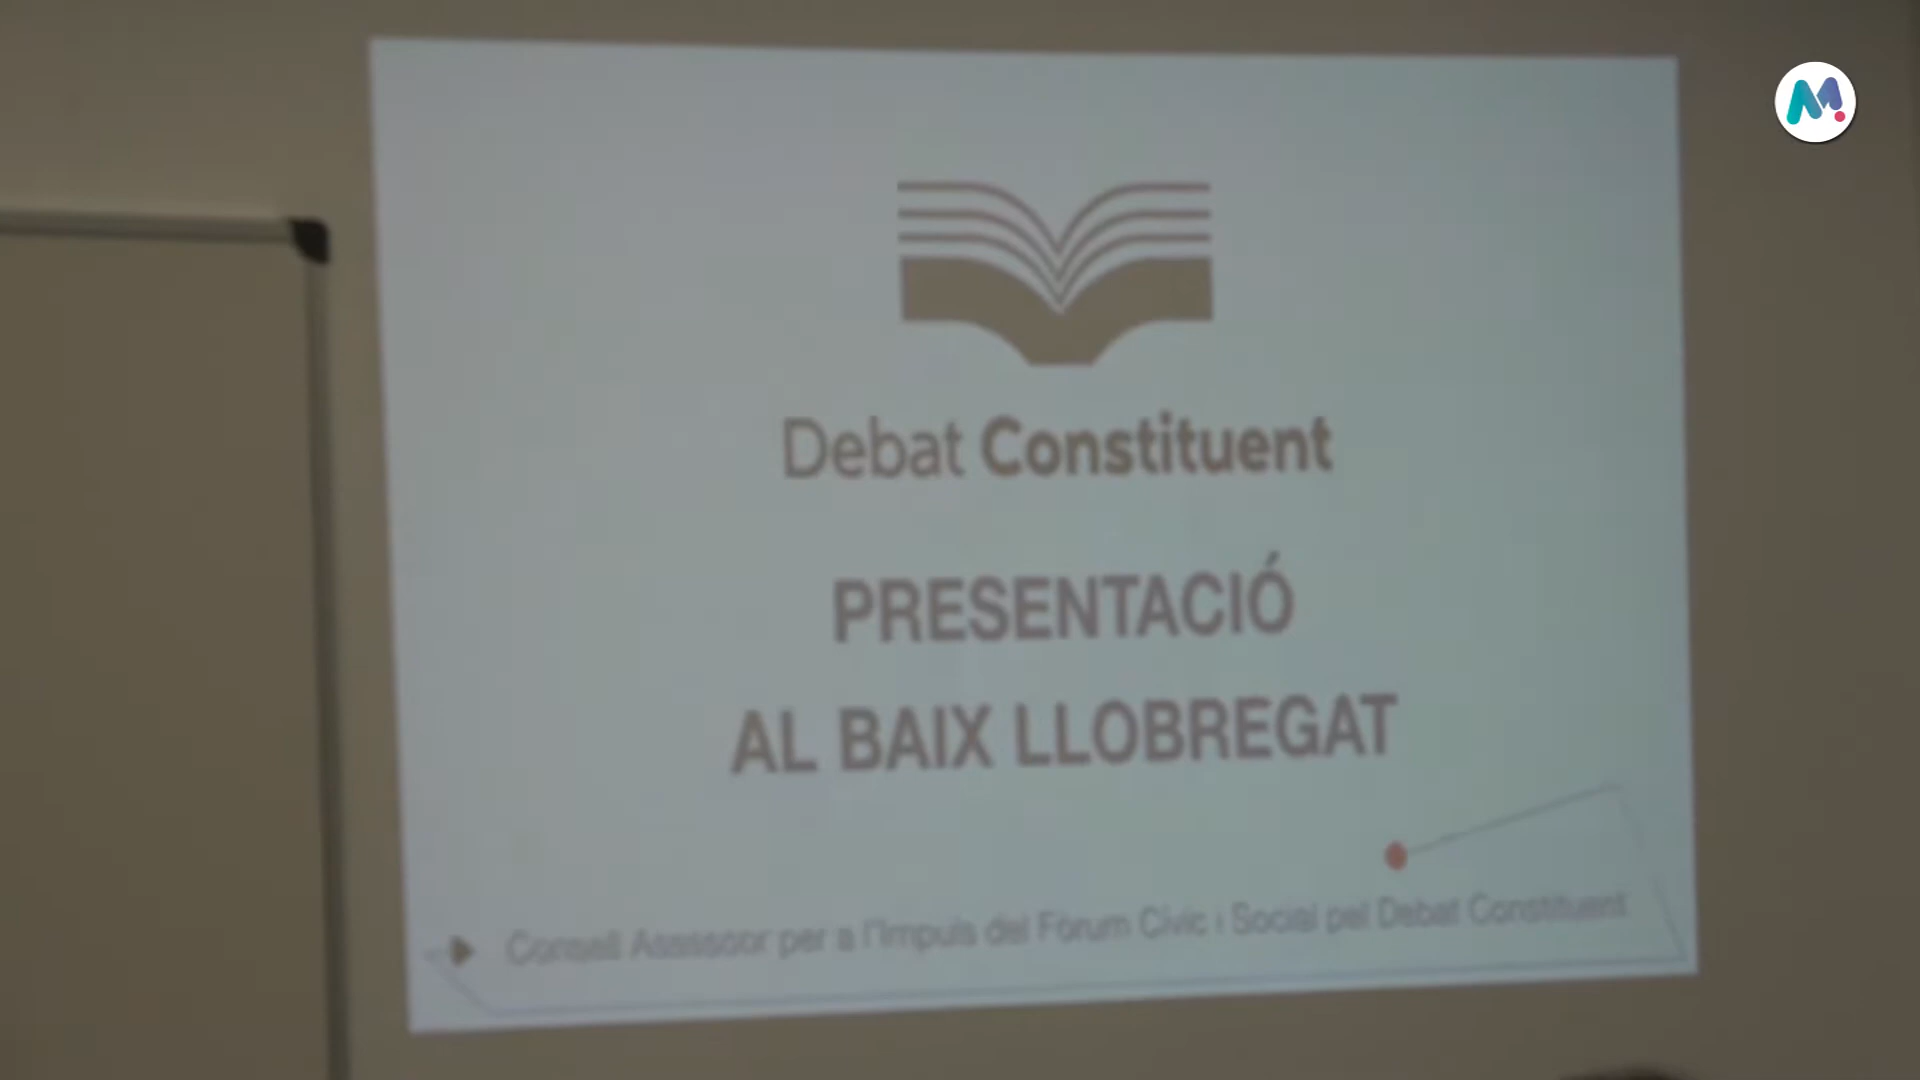 Debat Constituent
PRESENTACIÓ
AL BAIX LLOBREGAT
Consell Assessor per a l'Impuls del Fòrum Cívic i Social pel Debat Constituent
M.